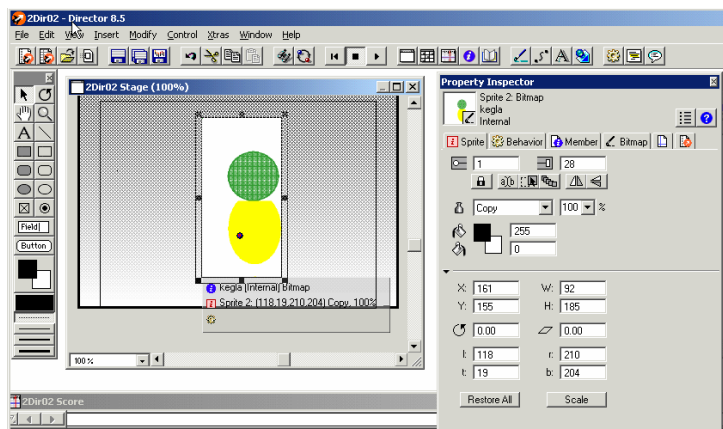 2Dir02 - Director 8.5
File Edit View Insert Modify Control Xtras Window Help
2Dir02 Stage (100%)
A
Field
Button
kegla (Internal) Bitmap
Sprite 2: (118,19,210,204) Copy, 100%
100 %
2Dir02 Score
Property Inspector
Sprite 2: Bitmap
kegla
Internal
Sprite Behavior Member Bitmap
1 28
a(b
Copy 100 %
255
0
X: 161 W: 92
Y: 155 H: 185
0.00 0.00
l: 118 r: 210
t: 19 b: 204
Restore All Scale